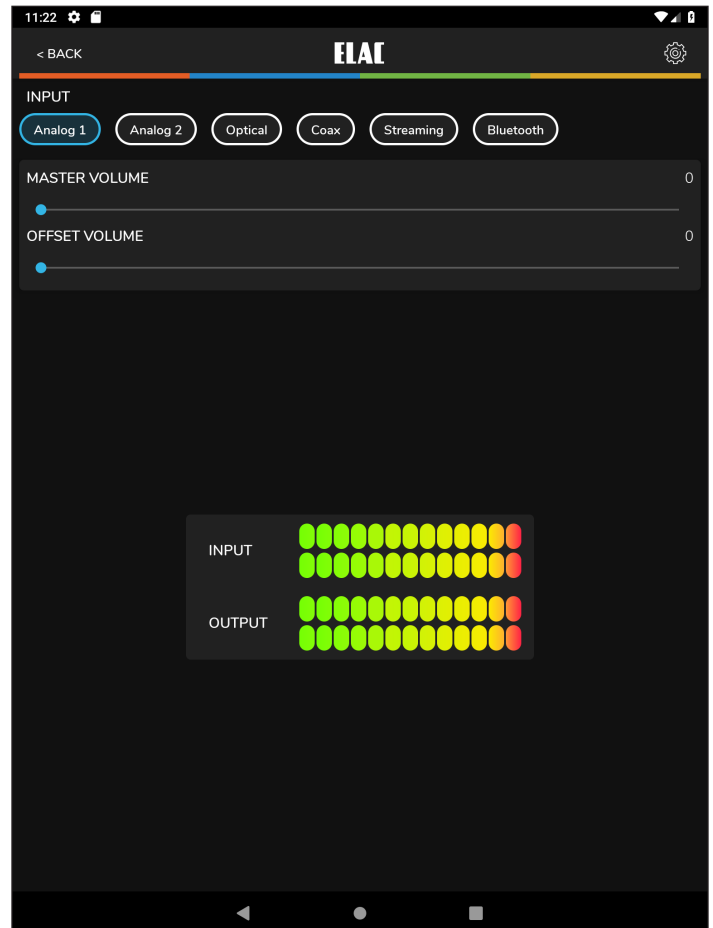 11:22
< BACK ELAC
INPUT
Analog 1 Analog 2 Optical Coax Streaming Bluetooth
MASTER VOLUME 0
OFFSET VOLUME 0
INPUT
OUTPUT